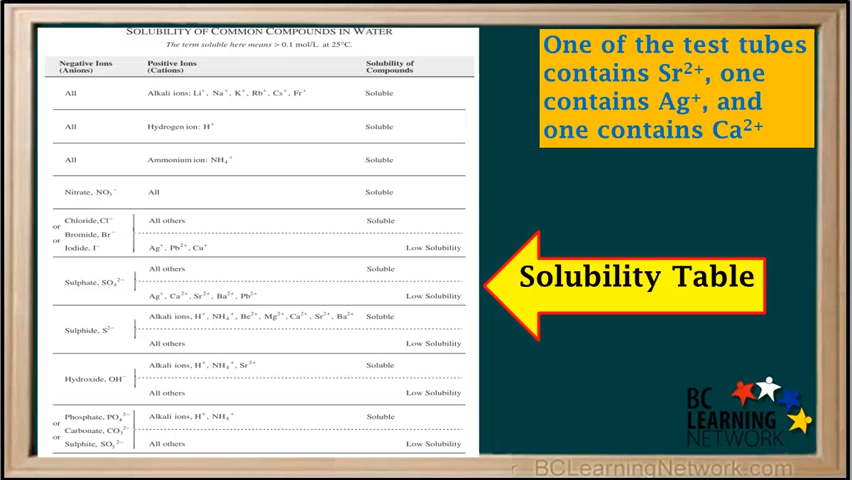 SOLUBILITY OF COMMON COMPOUNDS IN WATER
The term soluble here means > 0.1 mol/L at 25°C.
Negative Ions (Anions) Positive Ions (Cations) Solubility of Compounds
All Alkali ions: Li⁺, Na⁺, K⁺, Rb⁺, Cs⁺, Fr⁺ Soluble
All Hydrogen ion: H⁺ Soluble
All Ammonium ion: NH₄⁺ Soluble
Nitrate, NO₃⁻ All Soluble
Chloride, Cl⁻
or Bromide, Br⁻
or Iodide, I⁻
All others Soluble
Ag⁺, Pb²⁺, Cu⁺ Low Solubility
Sulphate, SO₄²⁻
All others Soluble
Ag⁺, Ca²⁺, Sr²⁺, Ba²⁺, Pb²⁺ Low Solubility
Sulphide, S²⁻
Alkali ions, H⁺, NH₄⁺, Be²⁺, Mg²⁺, Ca²⁺, Sr²⁺, Ba²⁺ Soluble
All others Low Solubility
Hydroxide, OH⁻
Alkali ions, H⁺, NH₄⁺, Sr²⁺ Soluble
All others Low Solubility
Phosphate, PO₄³⁻
or Carbonate, CO₃²⁻
or Sulphite, SO₃²⁻
Alkali ions, H⁺, NH₄⁺ Soluble
All others Low Solubility
One of the test tubes
contains Sr²⁺, one
contains Ag⁺, and
one contains Ca²⁺
Solubility Table
BC
LEARNING
NETWORK
BCLearningNetwork.com